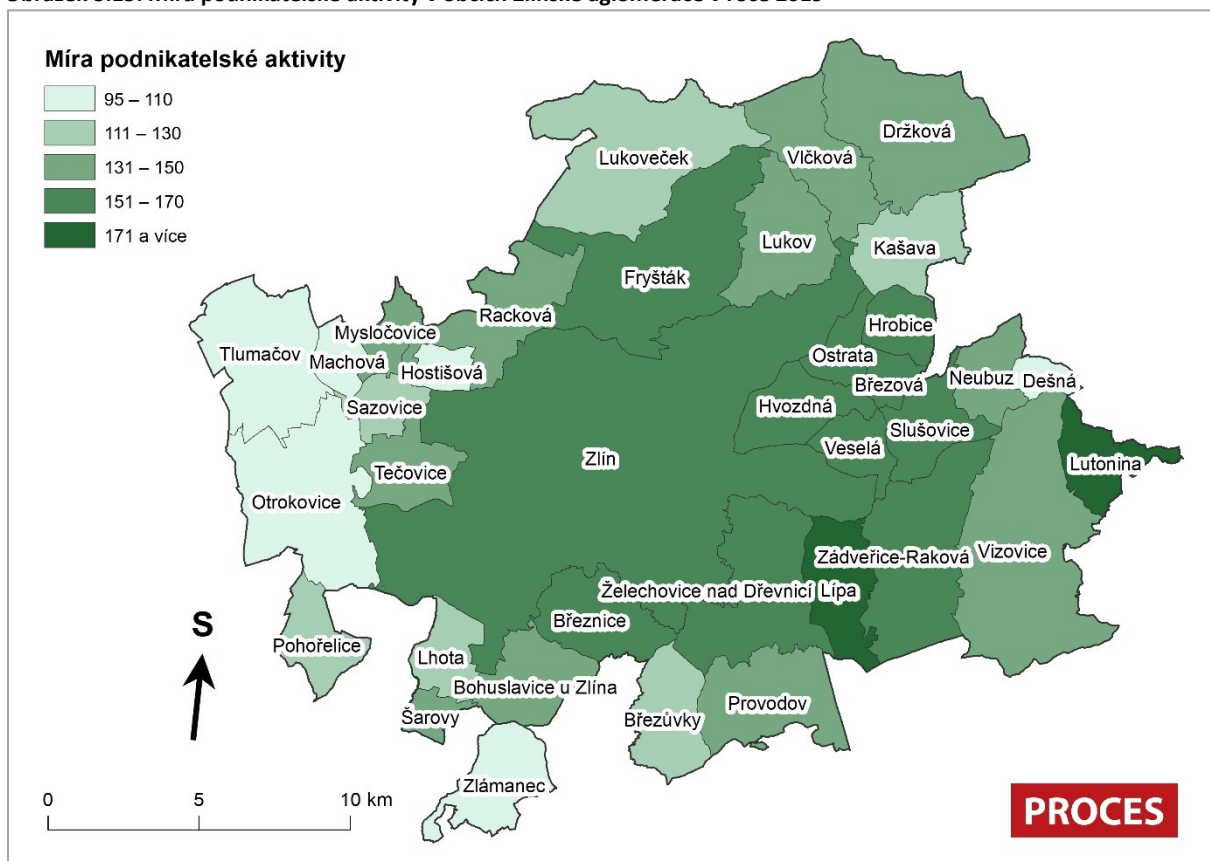 Míra podnikatelské aktivity
95 – 110
111 – 130
131 – 150
151 – 170
171 a více
Držková
Lukoveček
Vlčková
Lukov
Kašava
Fryšták
Racková
Hrobice
Mysločovice
Tlumačov
Machová
Hostišová
Ostrata
Neubuz
Dešná
Březová
Sazovice
Hvozdná
Slušovice
Veselá
Zlín
Lutonina
Tečovice
Otrokovice
Zádveřice-Raková
Vizovice
Želechovice nad Dřevnicí
Lípa
Březnice
S
Pohořelice
Lhota
Bohuslavice u Zlína
Šarovy
Březůvky
Provodov
Zlámanec
0 5 10 km
PROCES